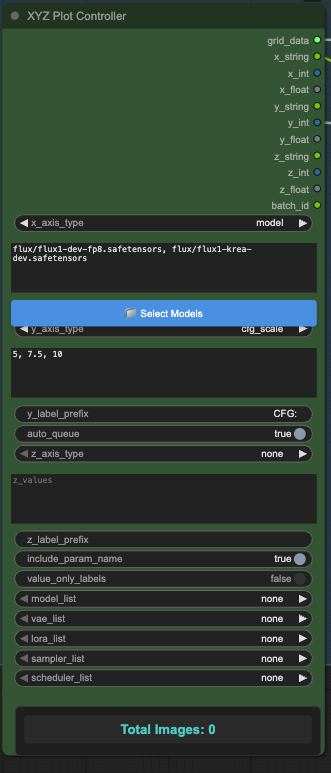 XYZ Plot Controller
grid_data
x_string
x_int
x_float
y_string
y_int
y_float
z_string
z_int
z_float
batch_id
x_axis_type model
flux/flux1-dev-fp8.safetensors, flux/flux1-krea-
dev.safetensors
Select Models
y_axis_type cfg_scale
5, 7.5, 10
y_label_prefix CFG:
auto_queue true
z_axis_type none
z_values
z_label_prefix
include_param_name true
value_only_labels false
model_list none
vae_list none
lora_list none
sampler_list none
scheduler_list none
Total Images: 0